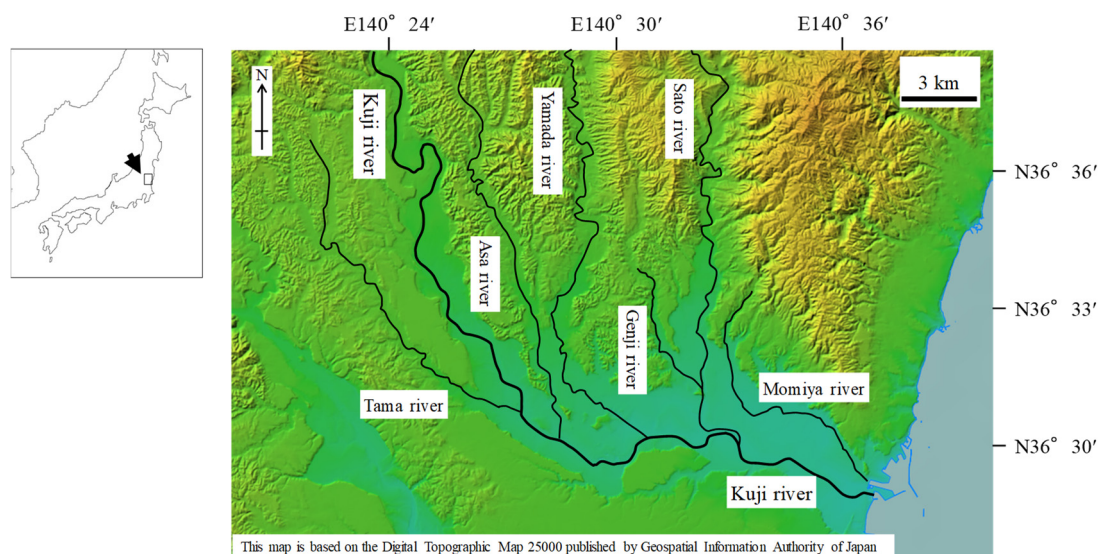 E140° 24′
E140° 30′
E140° 36′
N
3 km
Kuji river
Yamada river
Sato river
N36° 36′
Asa river
Genji river
N36° 33′
Tama river
Momiya river
N36° 30′
Kuji river
This map is based on the Digital Topographic Map 25000 published by Geospatial Information Authority of Japan